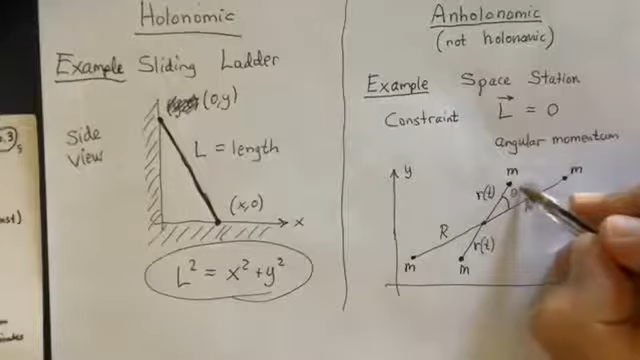 Holonomic
Example Sliding Ladder
(0,y)
Side
View
L = length
(x,0)
x
L² = x² + y²
Anholonomic
(not holonomic)
Example Space Station
Constraint L⃗ = 0
angular momentum
y
m
m
r(t)
R
r(t)
m
m
3)